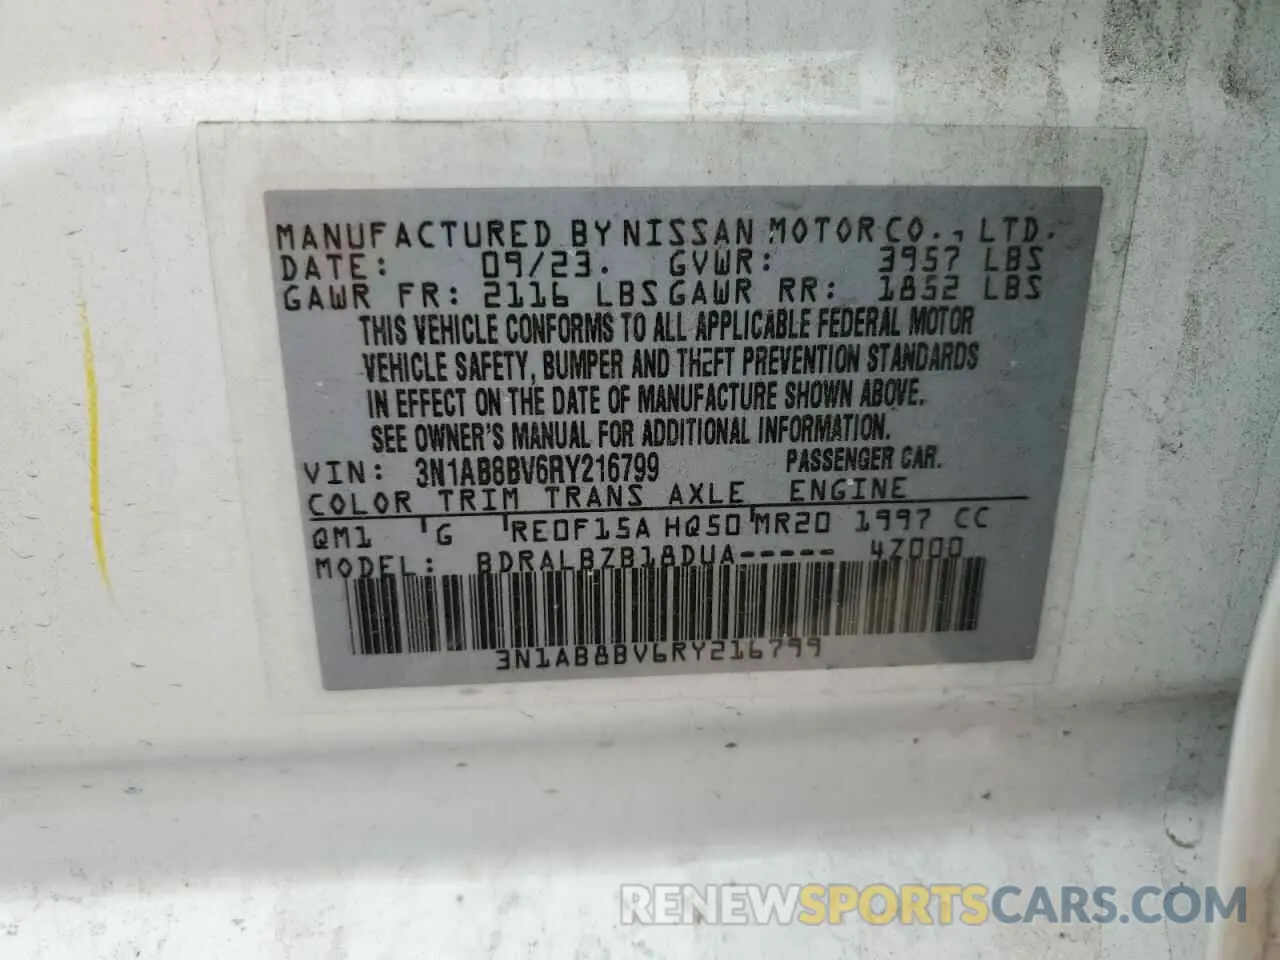 MANUFACTURED BY NISSAN MOTOR CO., LTD.
DATE: 09/23. GVWR: 3957 LBS
GAWR FR: 2116 LBS GAWR RR: 1852 LBS
THIS VEHICLE CONFORMS TO ALL APPLICABLE FEDERAL MOTOR
VEHICLE SAFETY, BUMPER AND THEFT PREVENTION STANDARDS
IN EFFECT ON THE DATE OF MANUFACTURE SHOWN ABOVE.
SEE OWNER'S MANUAL FOR ADDITIONAL INFORMATION.
VIN: 3N1AB8BV6RY216799 PASSENGER CAR.
COLOR TRIM TRANS AXLE ENGINE
QM1 G RE0F15A HQ50 MR20 1997 CC
MODEL: BDRALBZB18DUA----- 4Z000
3N1AB8BV6RY216799
RENEWSPORTSCARS.COM